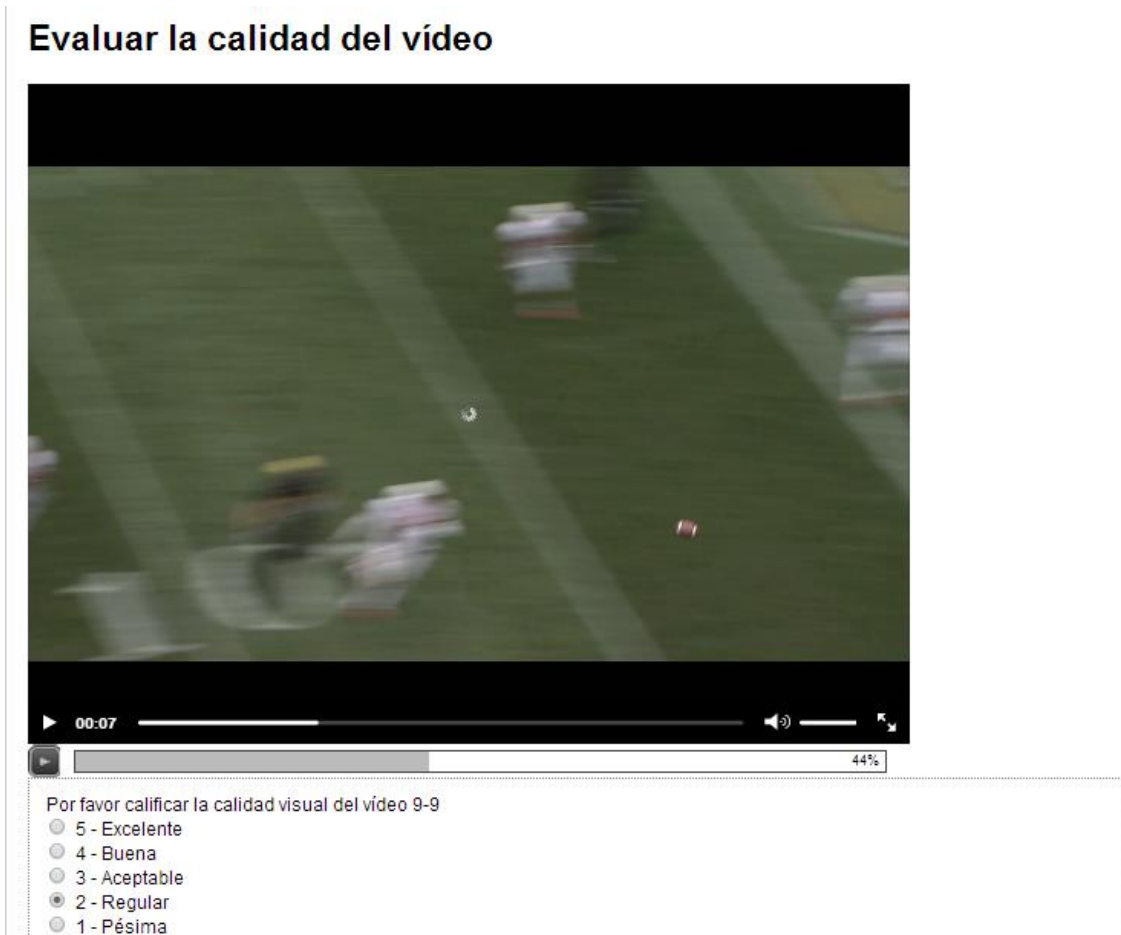 Evaluar la calidad del vídeo
00:07
44%
Por favor calificar la calidad visual del vídeo 9-9
5 - Excelente
4 - Buena
3 - Aceptable
2 - Regular
1 - Pésima